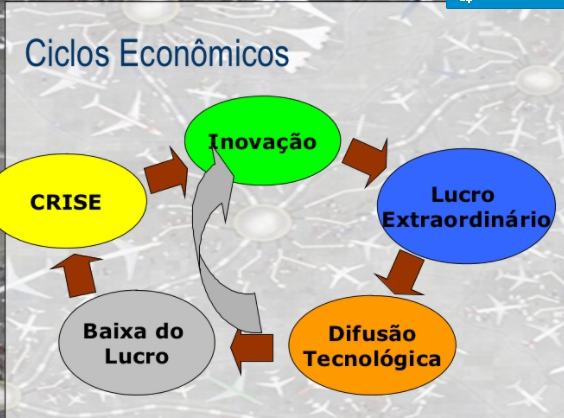 Ciclos Econômicos
Inovação
Lucro
Extraordinário
Difusão
Tecnológica
Baixa do
Lucro
CRISE